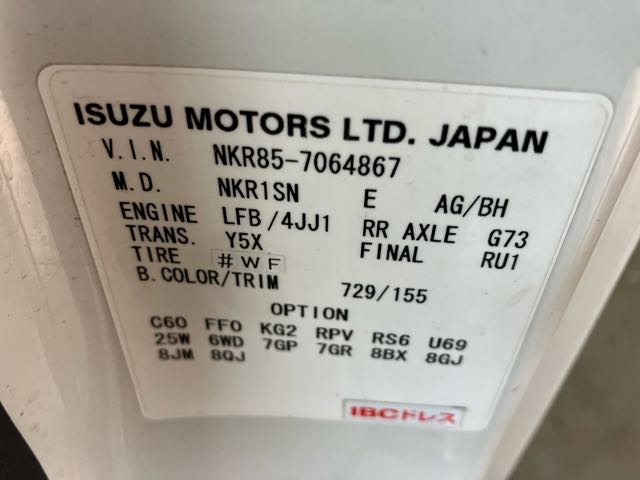 ISUZU MOTORS LTD. JAPAN
V.I.N. NKR85-7064867
M.D. NKR1SN E AG/BH
ENGINE LFB/4JJ1 RR AXLE G73
TRANS. Y5X FINAL RU1
TIRE #WF
B.COLOR/TRIM 729/155
OPTION
C60 FFO KG2 RPV RS6 U69
25W 6WD 7GP 7GR 8BX 8GJ
8JM 8QJ
IBCドレス